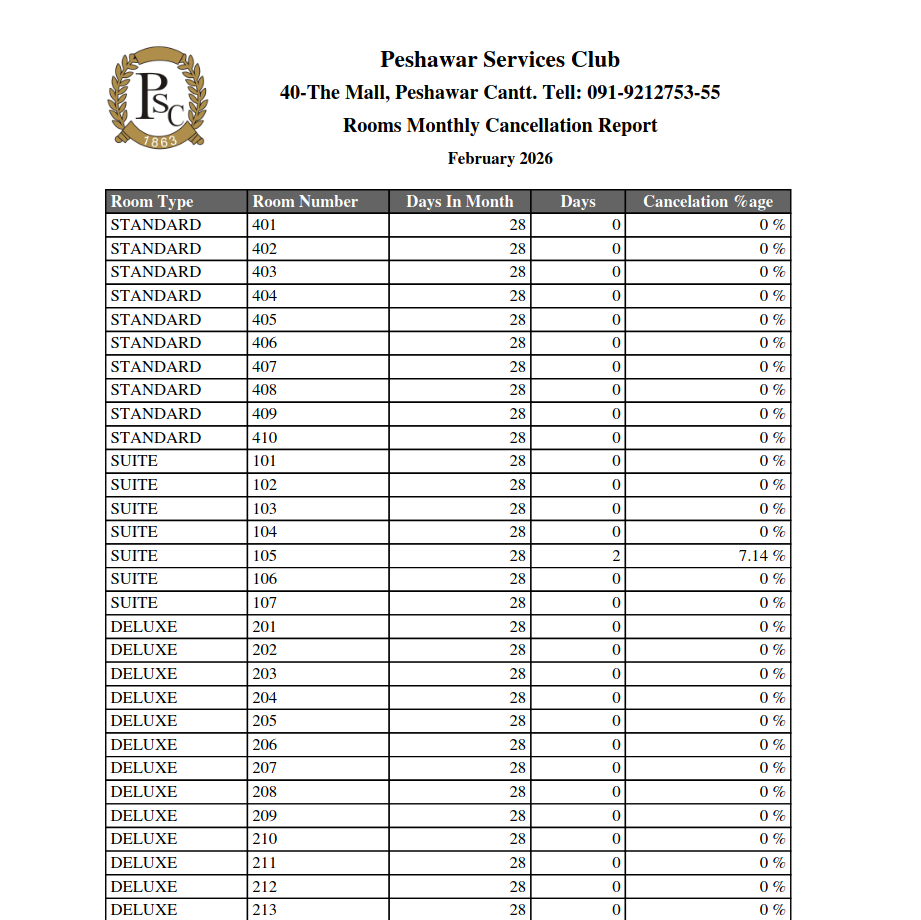 PSC
1863
Peshawar Services Club
40-The Mall, Peshawar Cantt. Tell: 091-9212753-55
Rooms Monthly Cancellation Report
February 2026
Room Type Room Number Days In Month Days Cancelation %age
STANDARD 401 28 0 0 %
STANDARD 402 28 0 0 %
STANDARD 403 28 0 0 %
STANDARD 404 28 0 0 %
STANDARD 405 28 0 0 %
STANDARD 406 28 0 0 %
STANDARD 407 28 0 0 %
STANDARD 408 28 0 0 %
STANDARD 409 28 0 0 %
STANDARD 410 28 0 0 %
SUITE 101 28 0 0 %
SUITE 102 28 0 0 %
SUITE 103 28 0 0 %
SUITE 104 28 0 0 %
SUITE 105 28 2 7.14 %
SUITE 106 28 0 0 %
SUITE 107 28 0 0 %
DELUXE 201 28 0 0 %
DELUXE 202 28 0 0 %
DELUXE 203 28 0 0 %
DELUXE 204 28 0 0 %
DELUXE 205 28 0 0 %
DELUXE 206 28 0 0 %
DELUXE 207 28 0 0 %
DELUXE 208 28 0 0 %
DELUXE 209 28 0 0 %
DELUXE 210 28 0 0 %
DELUXE 211 28 0 0 %
DELUXE 212 28 0 0 %
DELUXE 213 28 0 0 %